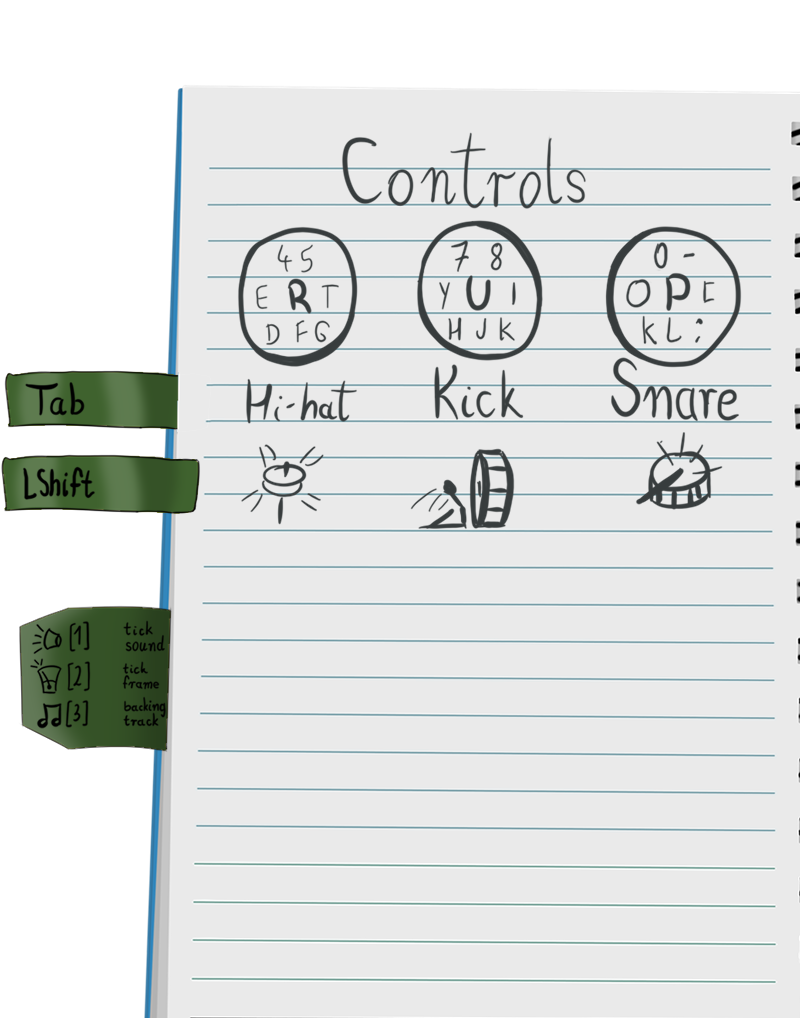 Controls
4 5
E R T
D F G
7 8
Y U I
H J K
0 -
O P [
K L ;
Hi-hat
Kick
Snare
Tab
LShift
[1] tick
sound
[2] tick
frame
[3] backing
track